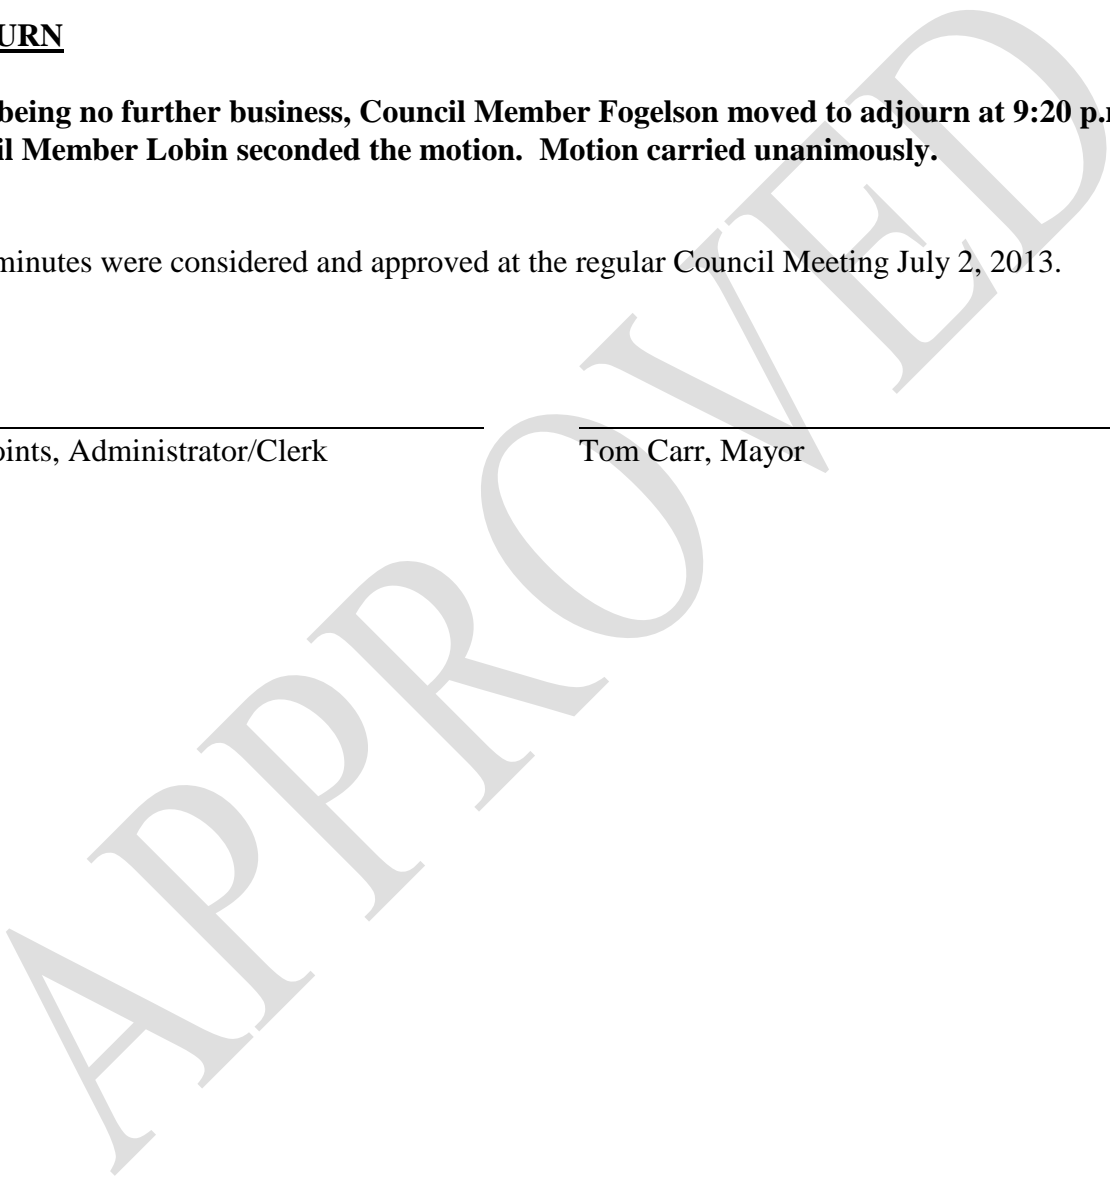 URN
being no further business, Council Member Fogelson moved to adjourn at 9:20 p.
il Member Lobin seconded the motion.  Motion carried unanimously.
minutes were considered and approved at the regular Council Meeting July 2, 2013.
oints, Administrator/Clerk
Tom Carr, Mayor
APPROVED